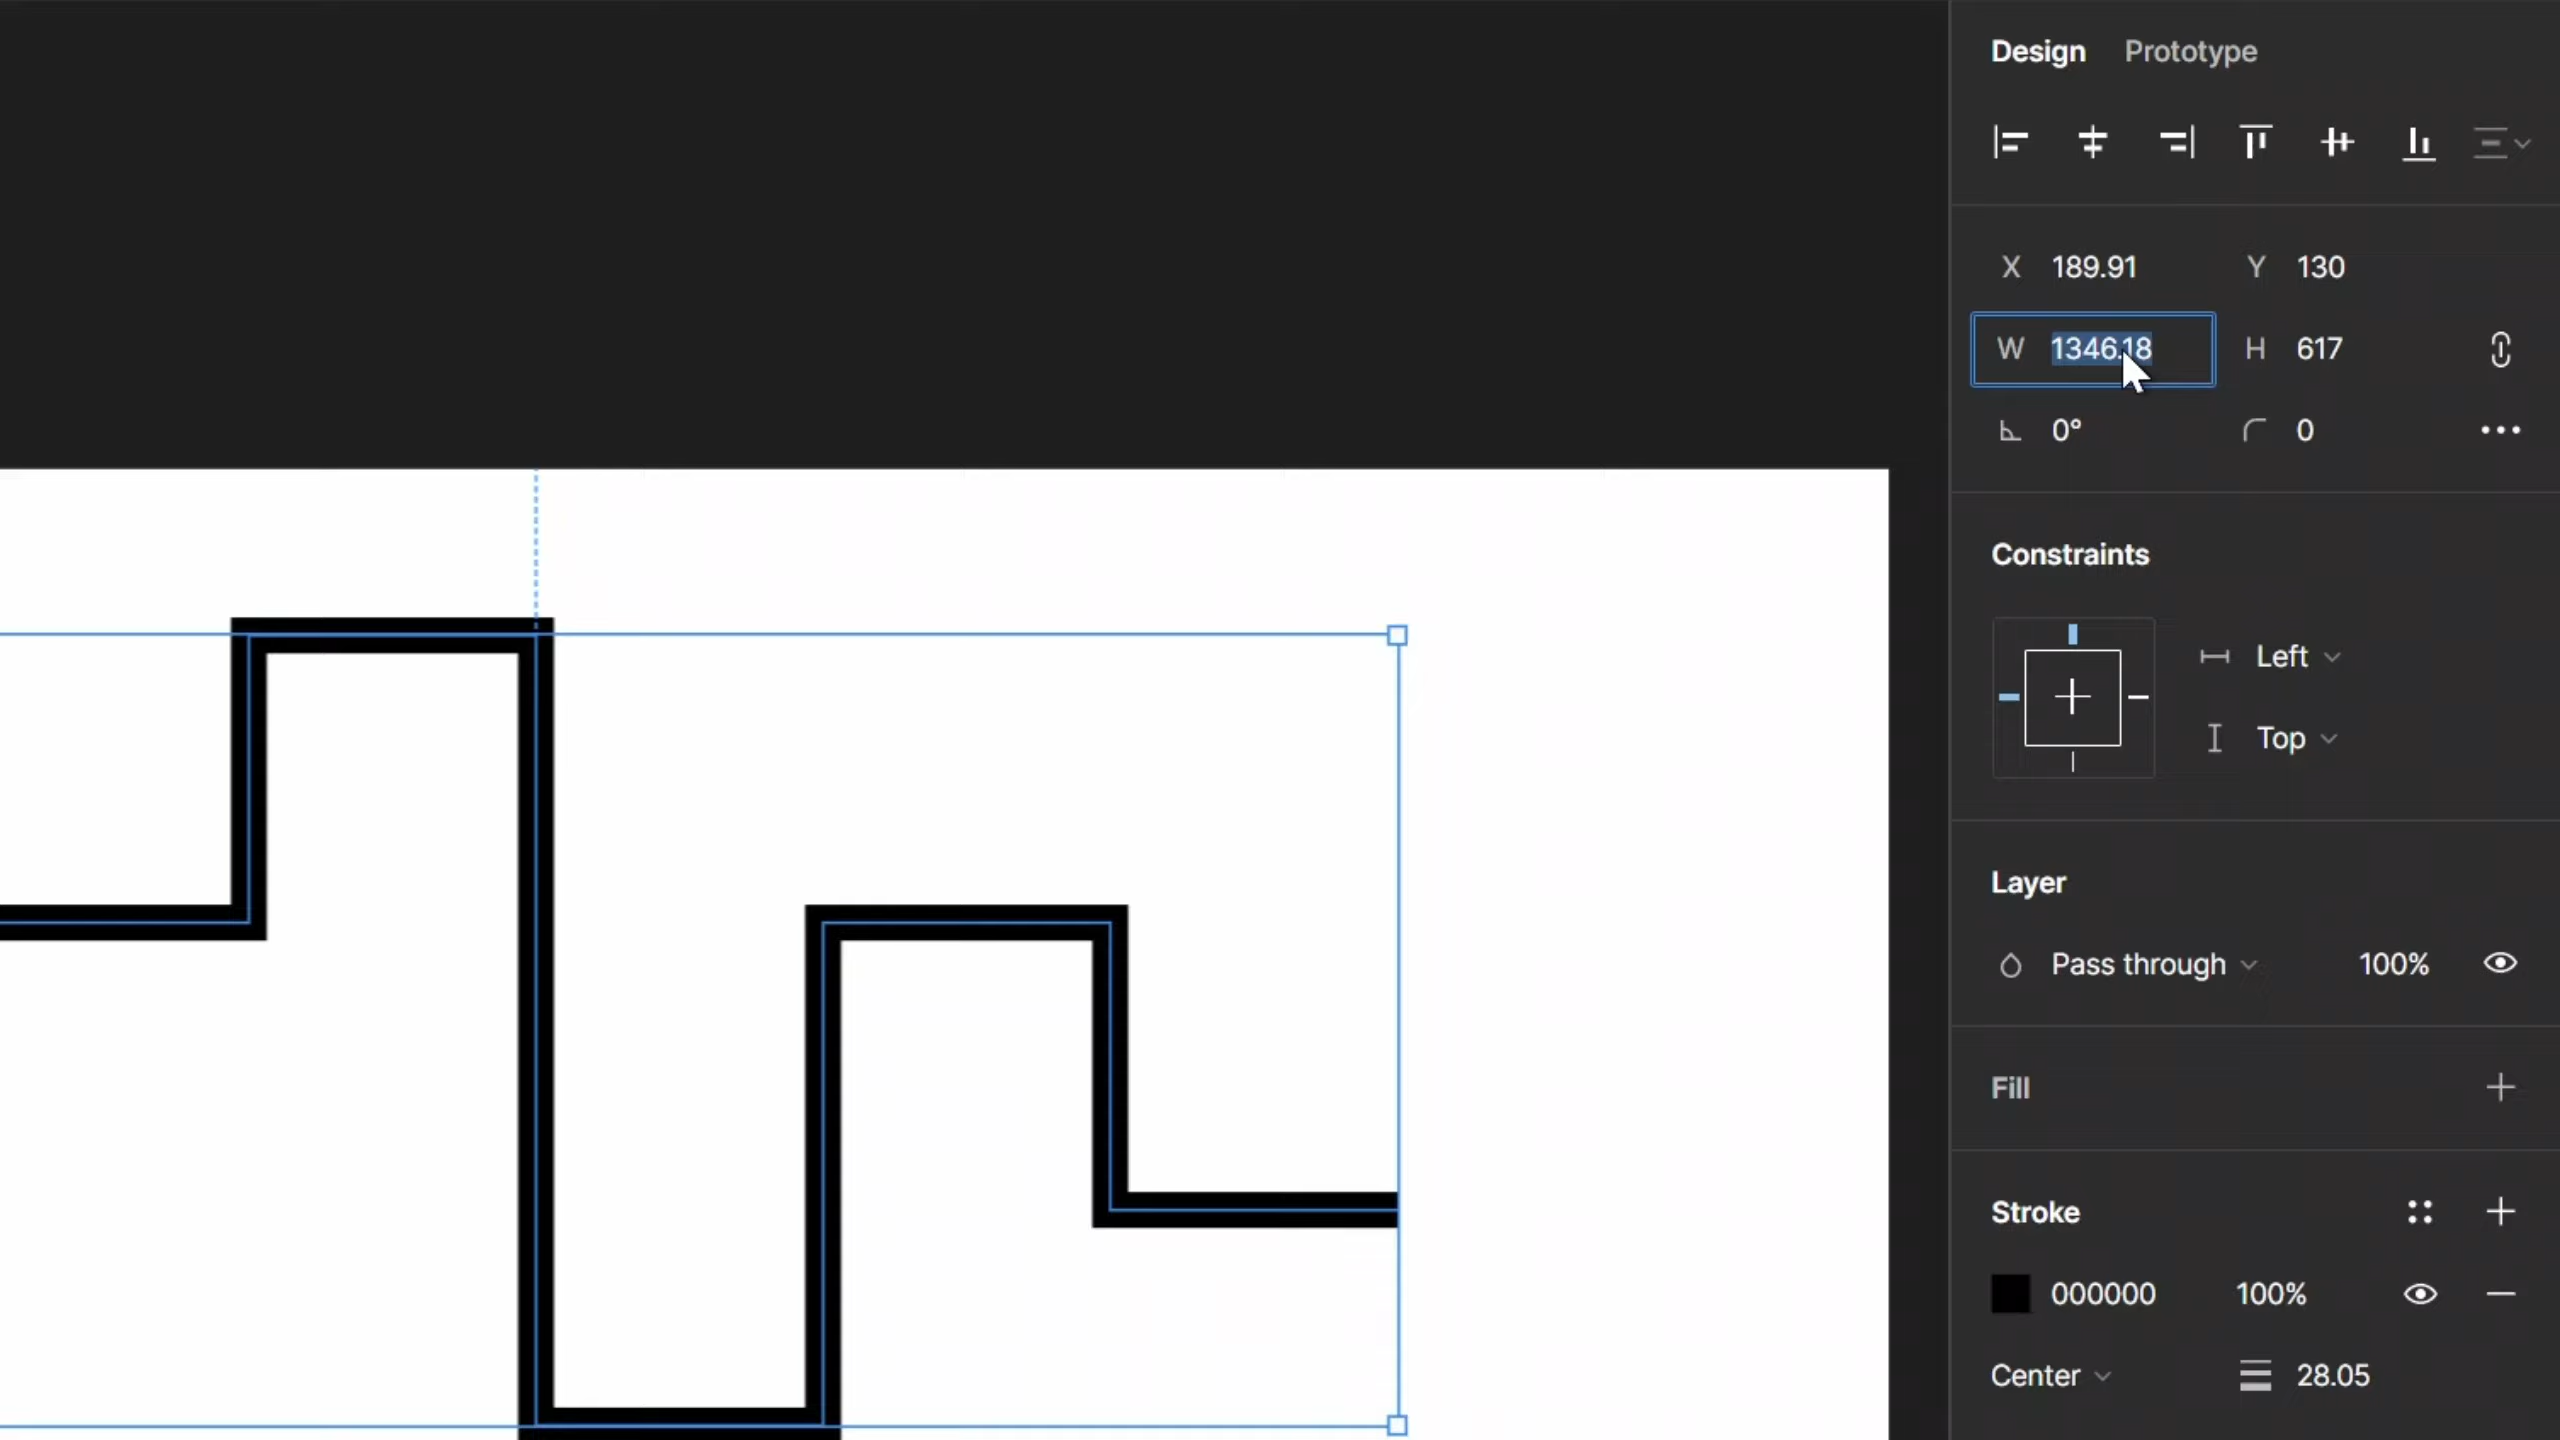 Design Prototype
X 189.91 Y 130
W 1346.18 H 617
0° 0
Constraints
Left
Top
Layer
Pass through 100%
Fill
Stroke
000000 100%
Center 28.05